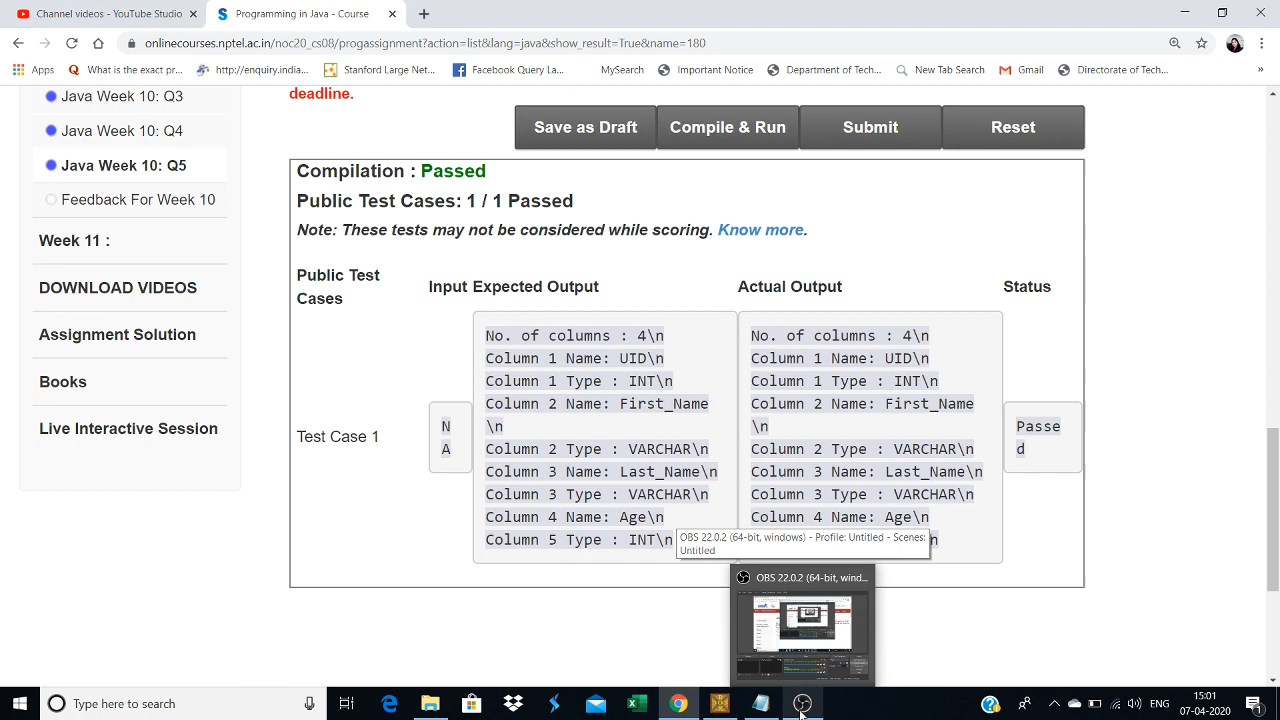 Channel videos - YouTube Studio
Programming in Java - Course
onlinecourses.nptel.ac.in/noc20_cs08/progassignment?action=list&lang=java&show_result=True&name=180
Apps
What is the exact pr...
http://enquiry.india...
Stanford Large Net...
Facebook Query La...
MySearch
Important Notice
Department of Tech...
New Tab Search
Gmail
Directorate of Tech...
Java Week 10: Q3
Java Week 10: Q4
Java Week 10: Q5
Feedback For Week 10
Week 11 :
DOWNLOAD VIDEOS
Assignment Solution
Books
Live Interactive Session
deadline.
Save as Draft
Compile & Run
Submit
Reset
Compilation : Passed
Public Test Cases: 1 / 1 Passed
Note: These tests may not be considered while scoring. Know more.
Public Test
Cases
Input
Expected Output
Actual Output
Status
Test Case 1
N
A
No. of columns : 4\n
Column 1 Name: UID\n
Column 1 Type : INT\n
Column 2 Name: First_Name
\n
Column 2 Type : VARCHAR\n
Column 3 Name: Last_Name\n
Column 3 Type : VARCHAR\n
Column 4 Name: Age\n
Column 5 Type : INT\n
No. of columns : 4\n
Column 1 Name: UID\n
Column 1 Type : INT\n
Column 2 Name: First_Name
\n
Column 2 Type : VARCHAR\n
Column 3 Name: Last_Name\n
Column 3 Type : VARCHAR\n
Column 4 Name: Age\n
n
Passe
d
OBS 22.0.2 (64-bit, windows) - Profile: Untitled - Scenes:
Untitled
OBS 22.0.2 (64-bit, wind...
Type here to search
DOS
ENG
15:01
07-04-2020